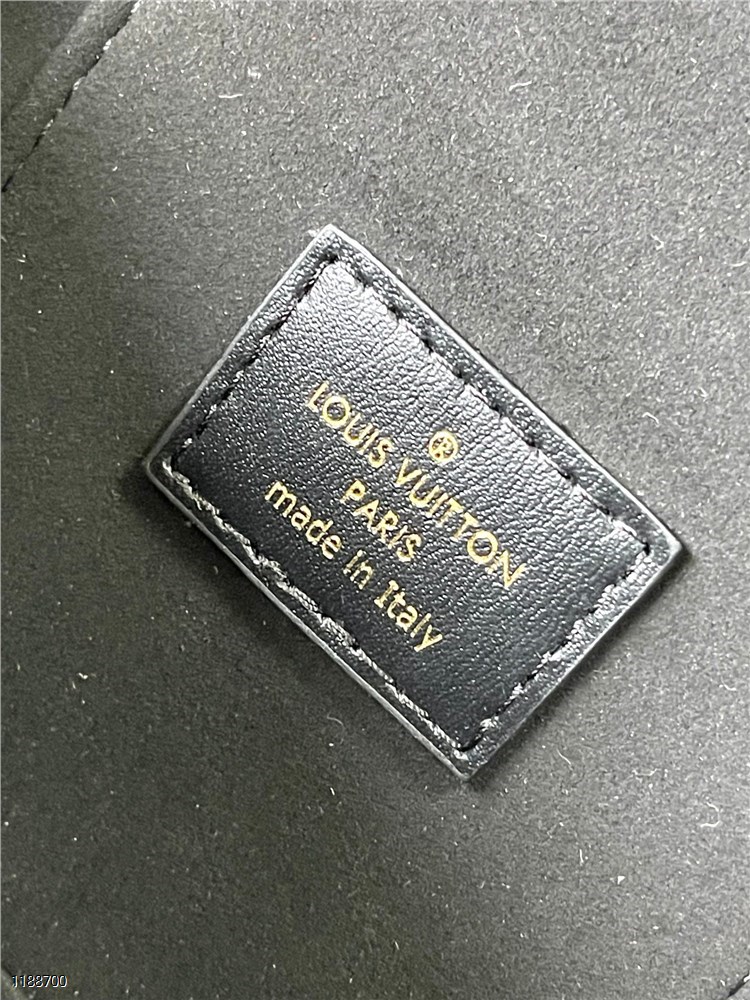 ®
LOUIS VUITTON
PARIS
made in Italy
1188700